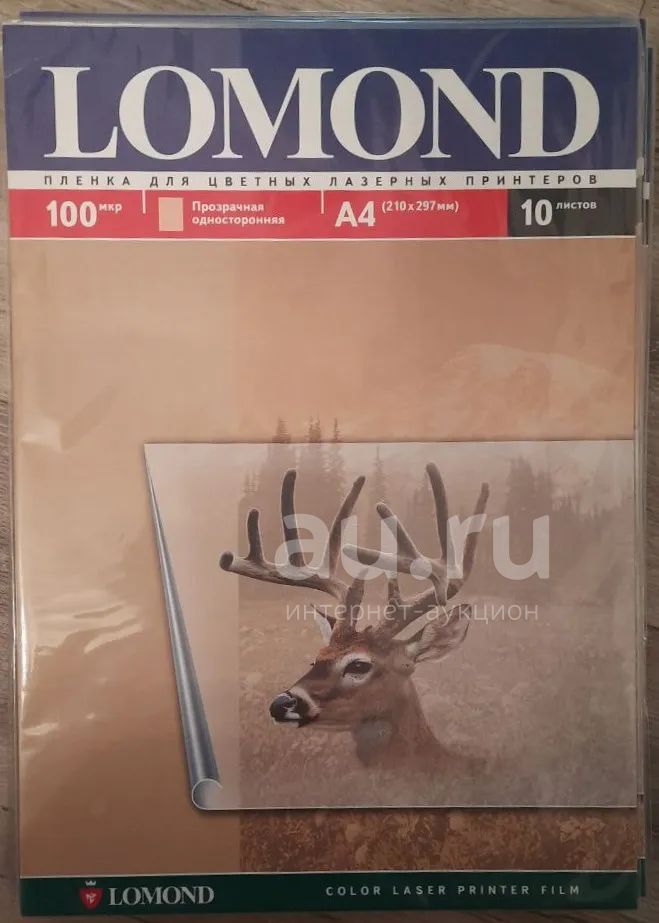 LOMOND
ПЛЕНКА ДЛЯ ЦВЕТНЫХ ЛАЗЕРНЫХ ПРИНТЕРОВ
100 мкр
Прозрачная
односторонняя
А4 (210x297мм)
10 листов
au.ru
интернет-аукцион
LOMOND
COLOR LASER PRINTER FILM